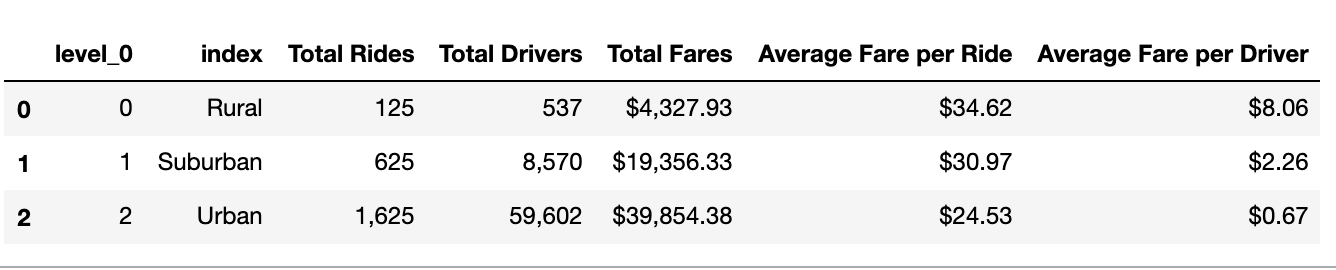 level_0 index Total Rides Total Drivers Total Fares Average Fare per Ride Average Fare per Driver
0 0 Rural 125 537 $4,327.93 $34.62 $8.06
1 1 Suburban 625 8,570 $19,356.33 $30.97 $2.26
2 2 Urban 1,625 59,602 $39,854.38 $24.53 $0.67